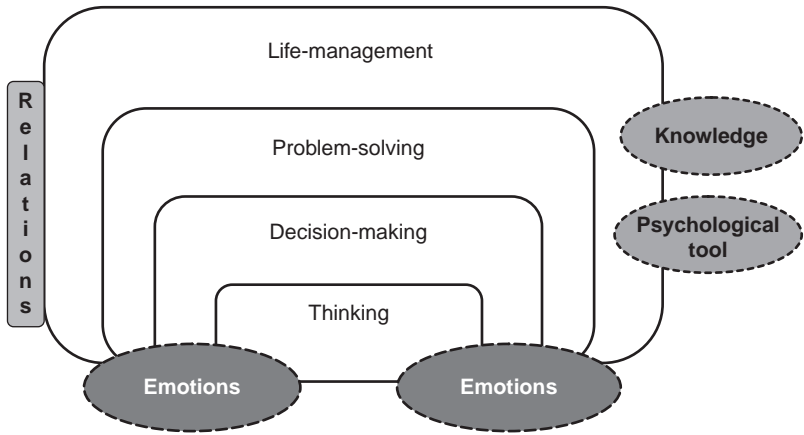 Life-management
Relations
Problem-solving
Knowledge
Decision-making
Psychological
tool
Thinking
Emotions
Emotions